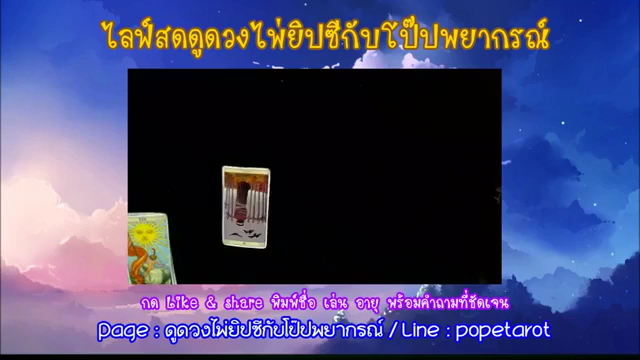 ไลฟ์สดดูดวงไพ่ยิปซีกับโป๊ปพยากรณ์
กด Like & share พิมพ์ชื่อ เล่น อายุ พร้อมคำถามที่ชัดเจน
Page : ดูดวงไพ่ยิปซีกับโป๊ปพยากรณ์ / Line : popetarot